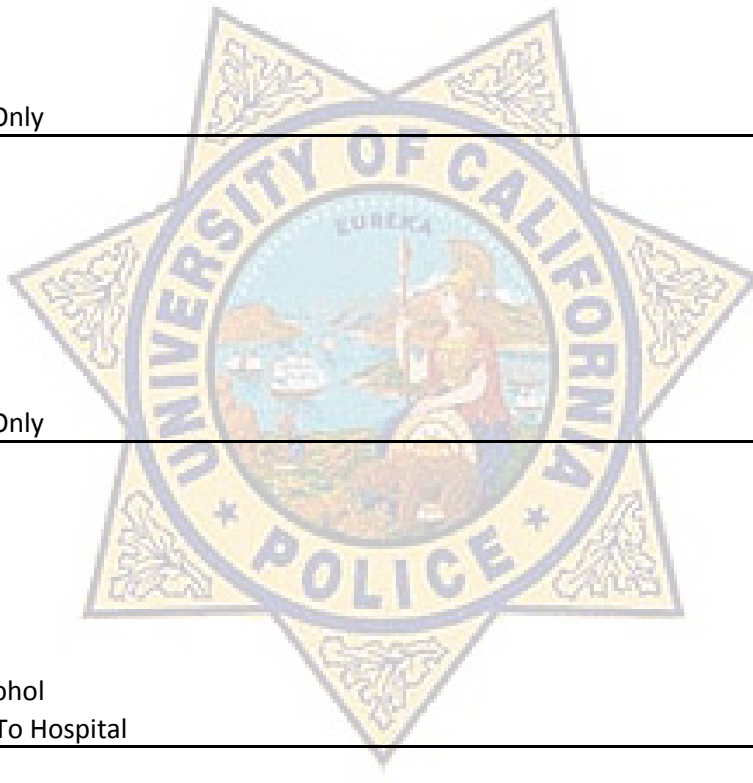 Only
UNIVERSITY OF CALIFORNIA
EUREKA
Only
POLICE
ohol
To Hospital